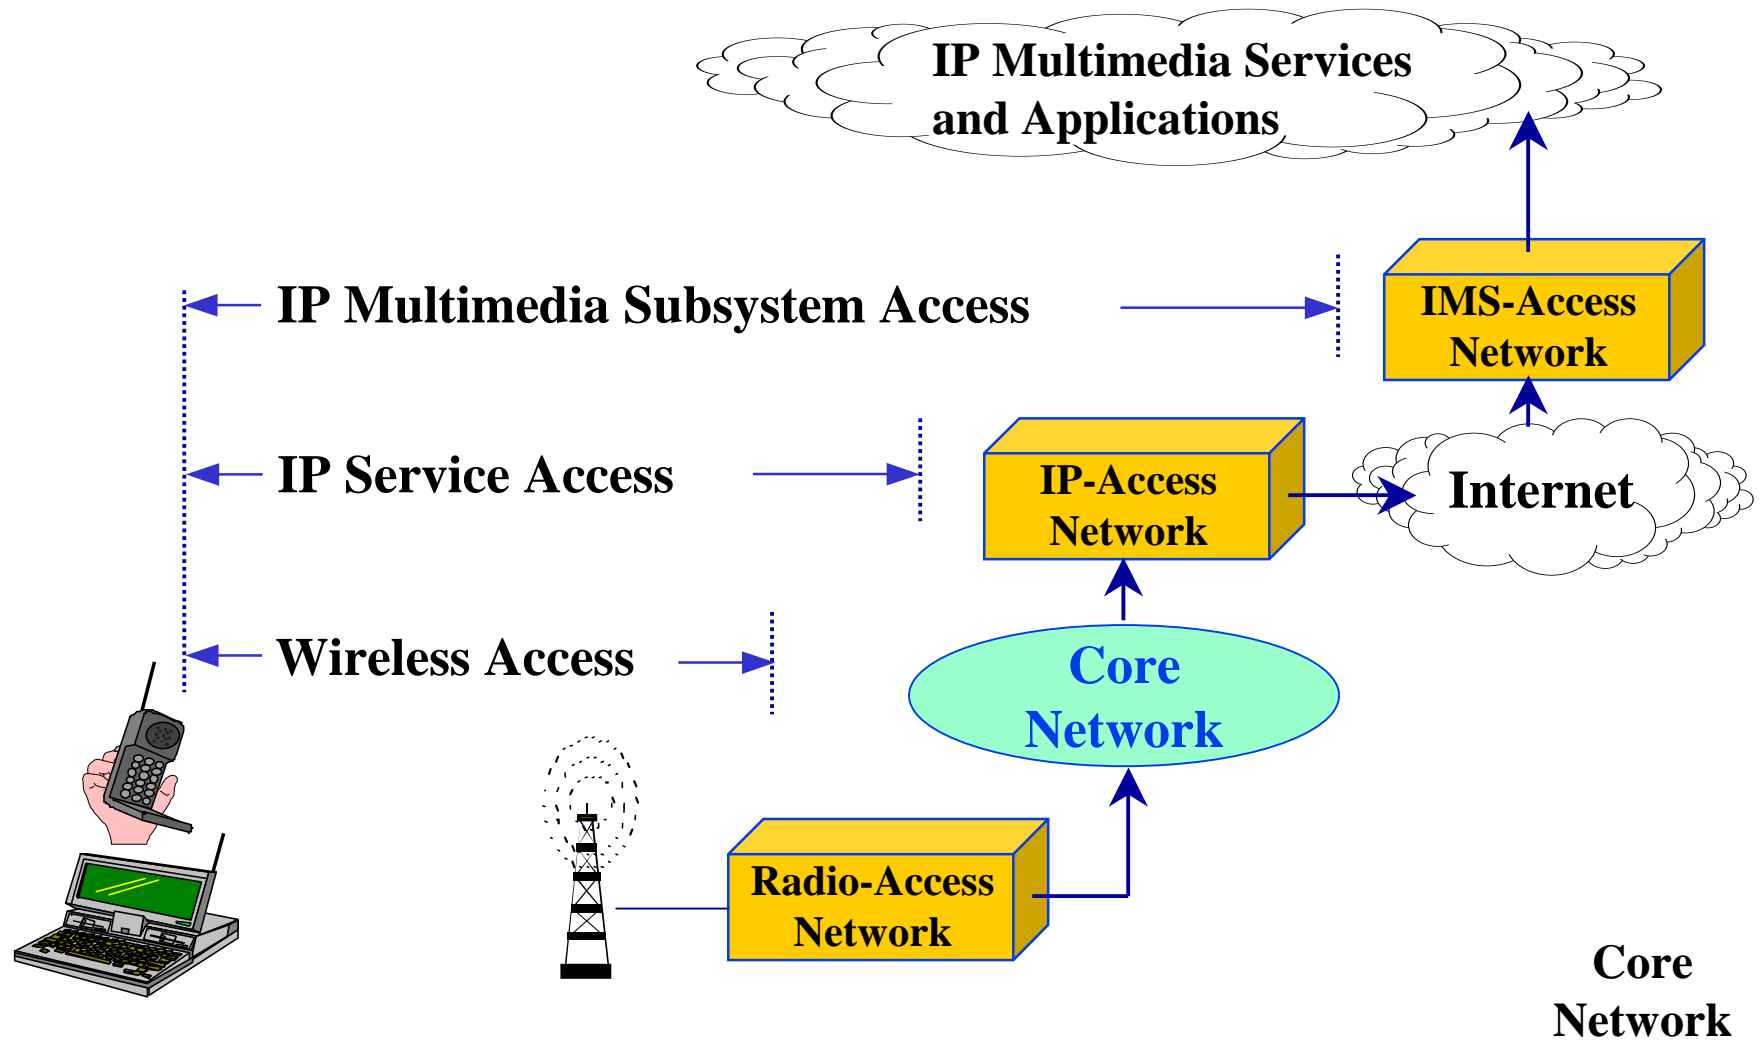 IP Multimedia Services
and Applications
IP Multimedia Subsystem Access
IMS-Access
Network
IP Service Access
IP-Access
Network
Internet
Wireless Access
Core
Network
Radio-Access
Network
Core
Network